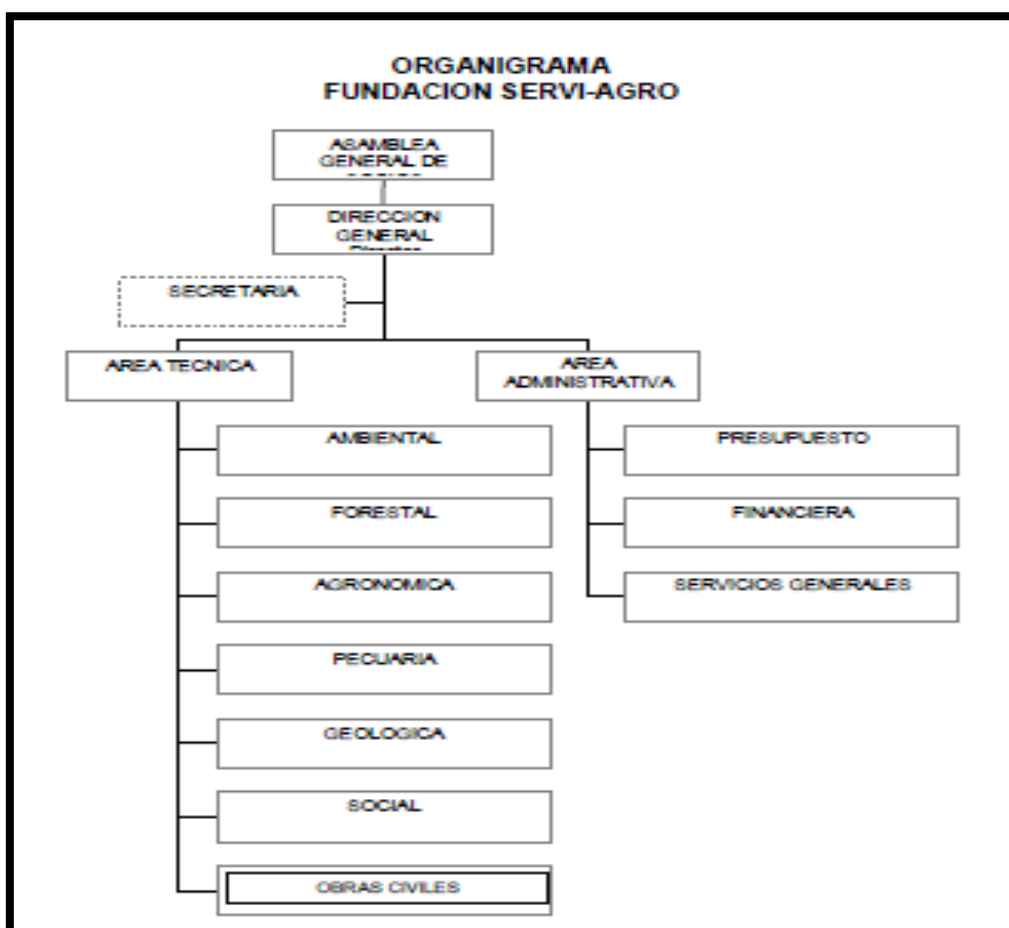 ORGANIGRAMA
FUNDACION SERVI-AGRO
ASAMBLEA
GENERAL DE
DIRECCION
GENERAL
SECRETARIA
AREA TECNICA
AREA
ADMINISTRATIVA
AMBIENTAL
PRESUPUESTO
FORESTAL
FINANCIERA
AGRONOMICA
SERVICIOS GENERALES
PECUARIA
GEOLOGICA
SOCIAL
OBRAS CIVILES